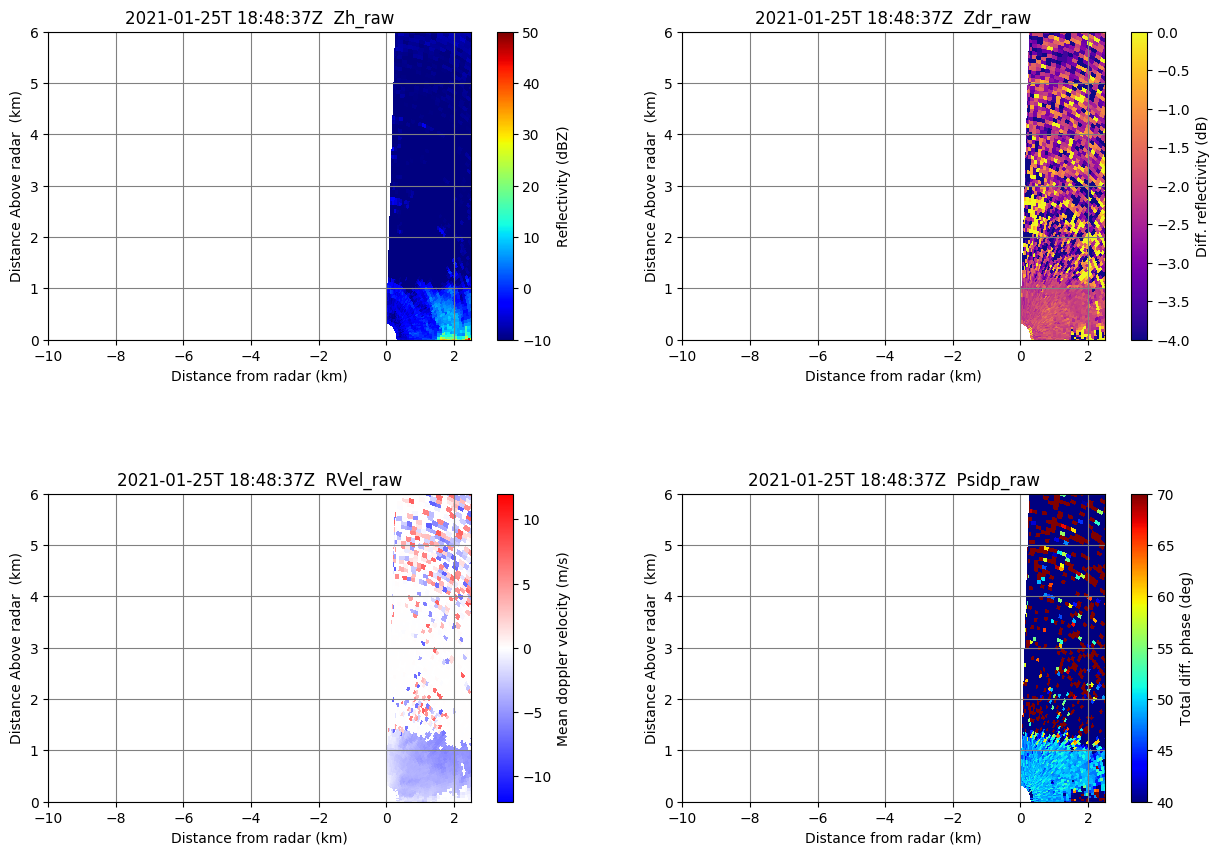 2021-01-25T 18:48:37Z  Zh_raw
6
5
4
3
2
1
0
Distance Above radar  (km)
−10 −8 −6 −4 −2 0 2
Distance from radar (km)
50
40
30
20
10
0
−10
Reflectivity (dBZ)
2021-01-25T 18:48:37Z  Zdr_raw
6
5
4
3
2
1
0
Distance Above radar  (km)
−10 −8 −6 −4 −2 0 2
Distance from radar (km)
0.0
−0.5
−1.0
−1.5
−2.0
−2.5
−3.0
−3.5
−4.0
Diff. reflectivity (dB)
2021-01-25T 18:48:37Z  RVel_raw
6
5
4
3
2
1
0
Distance Above radar  (km)
−10 −8 −6 −4 −2 0 2
Distance from radar (km)
10
5
0
−5
−10
Mean doppler velocity (m/s)
2021-01-25T 18:48:37Z  Psidp_raw
6
5
4
3
2
1
0
Distance Above radar  (km)
−10 −8 −6 −4 −2 0 2
Distance from radar (km)
70
65
60
55
50
45
40
Total diff. phase (deg)